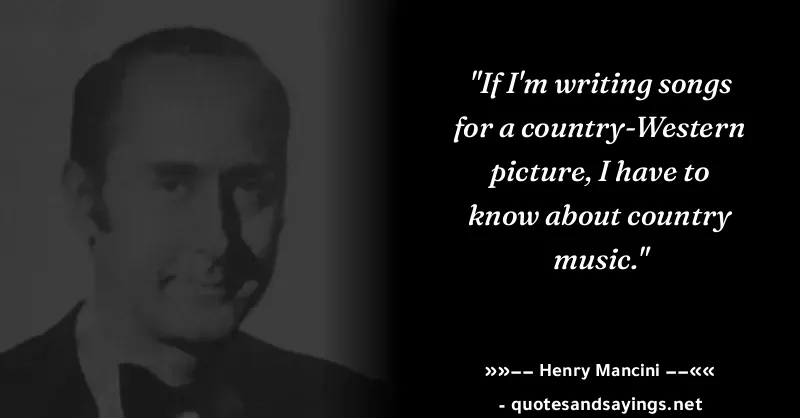 "If I'm writing songs
for a country-Western
picture, I have to
know about country
music."
»»−− Henry Mancini −−««
- quotesandsayings.net